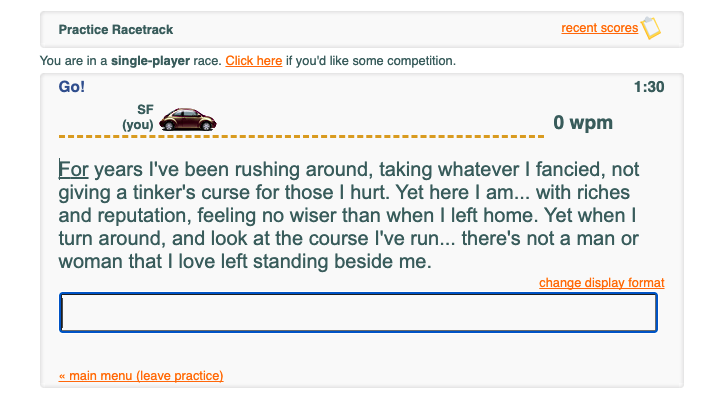 Practice Racetrack
recent scores
You are in a single-player race. Click here if you'd like some competition.
Go!
1:30
SF
(you)
0 wpm
For years I've been rushing around, taking whatever I fancied, not
giving a tinker's curse for those I hurt. Yet here I am... with riches
and reputation, feeling no wiser than when I left home. Yet when I
turn around, and look at the course I've run... there's not a man or
woman that I love left standing beside me.
change display format
« main menu (leave practice)